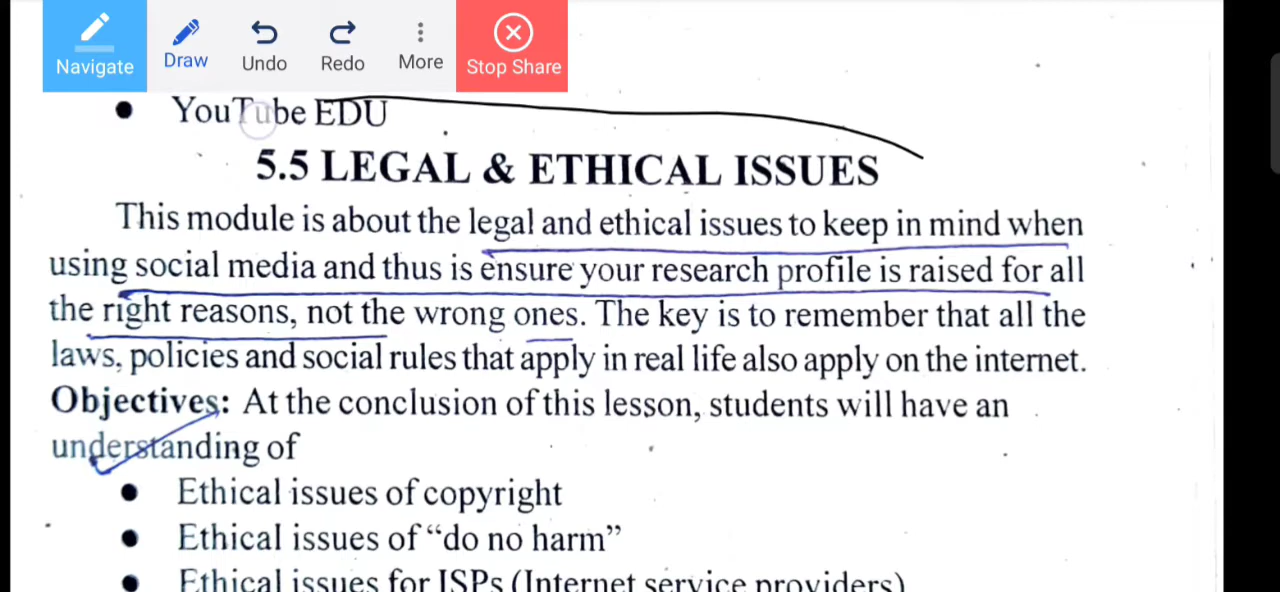 Navigate
Draw
Undo
Redo
More
Stop Share
• YouTube EDU
5.5 LEGAL & ETHICAL ISSUES
This module is about the legal and ethical issues to keep in mind when
using social media and thus is ensure your research profile is raised for all
the right reasons, not the wrong ones. The key is to remember that all the
laws, policies and social rules that apply in real life also apply on the internet.
Objectives: At the conclusion of this lesson, students will have an
understanding of
• Ethical issues of copyright
• Ethical issues of “do no harm”
• Ethical issues for ISPs (Internet service providers)